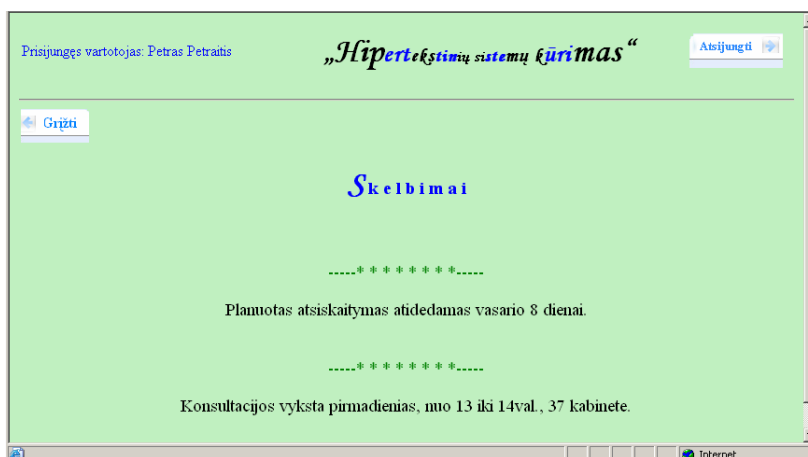 Prisijungęs vartotojas: Petras Petraitis
„Hipertekstinių sistemų kūrimas“
Atsijungti
Grįžti
Skelbimai
-----* * * * * * * *-----
Planuotas atsiskaitymas atidedamas vasario 8 dienai.
-----* * * * * * * *-----
Konsultacijos vyksta pirmadienias, nuo 13 iki 14val., 37 kabinete.
Internet